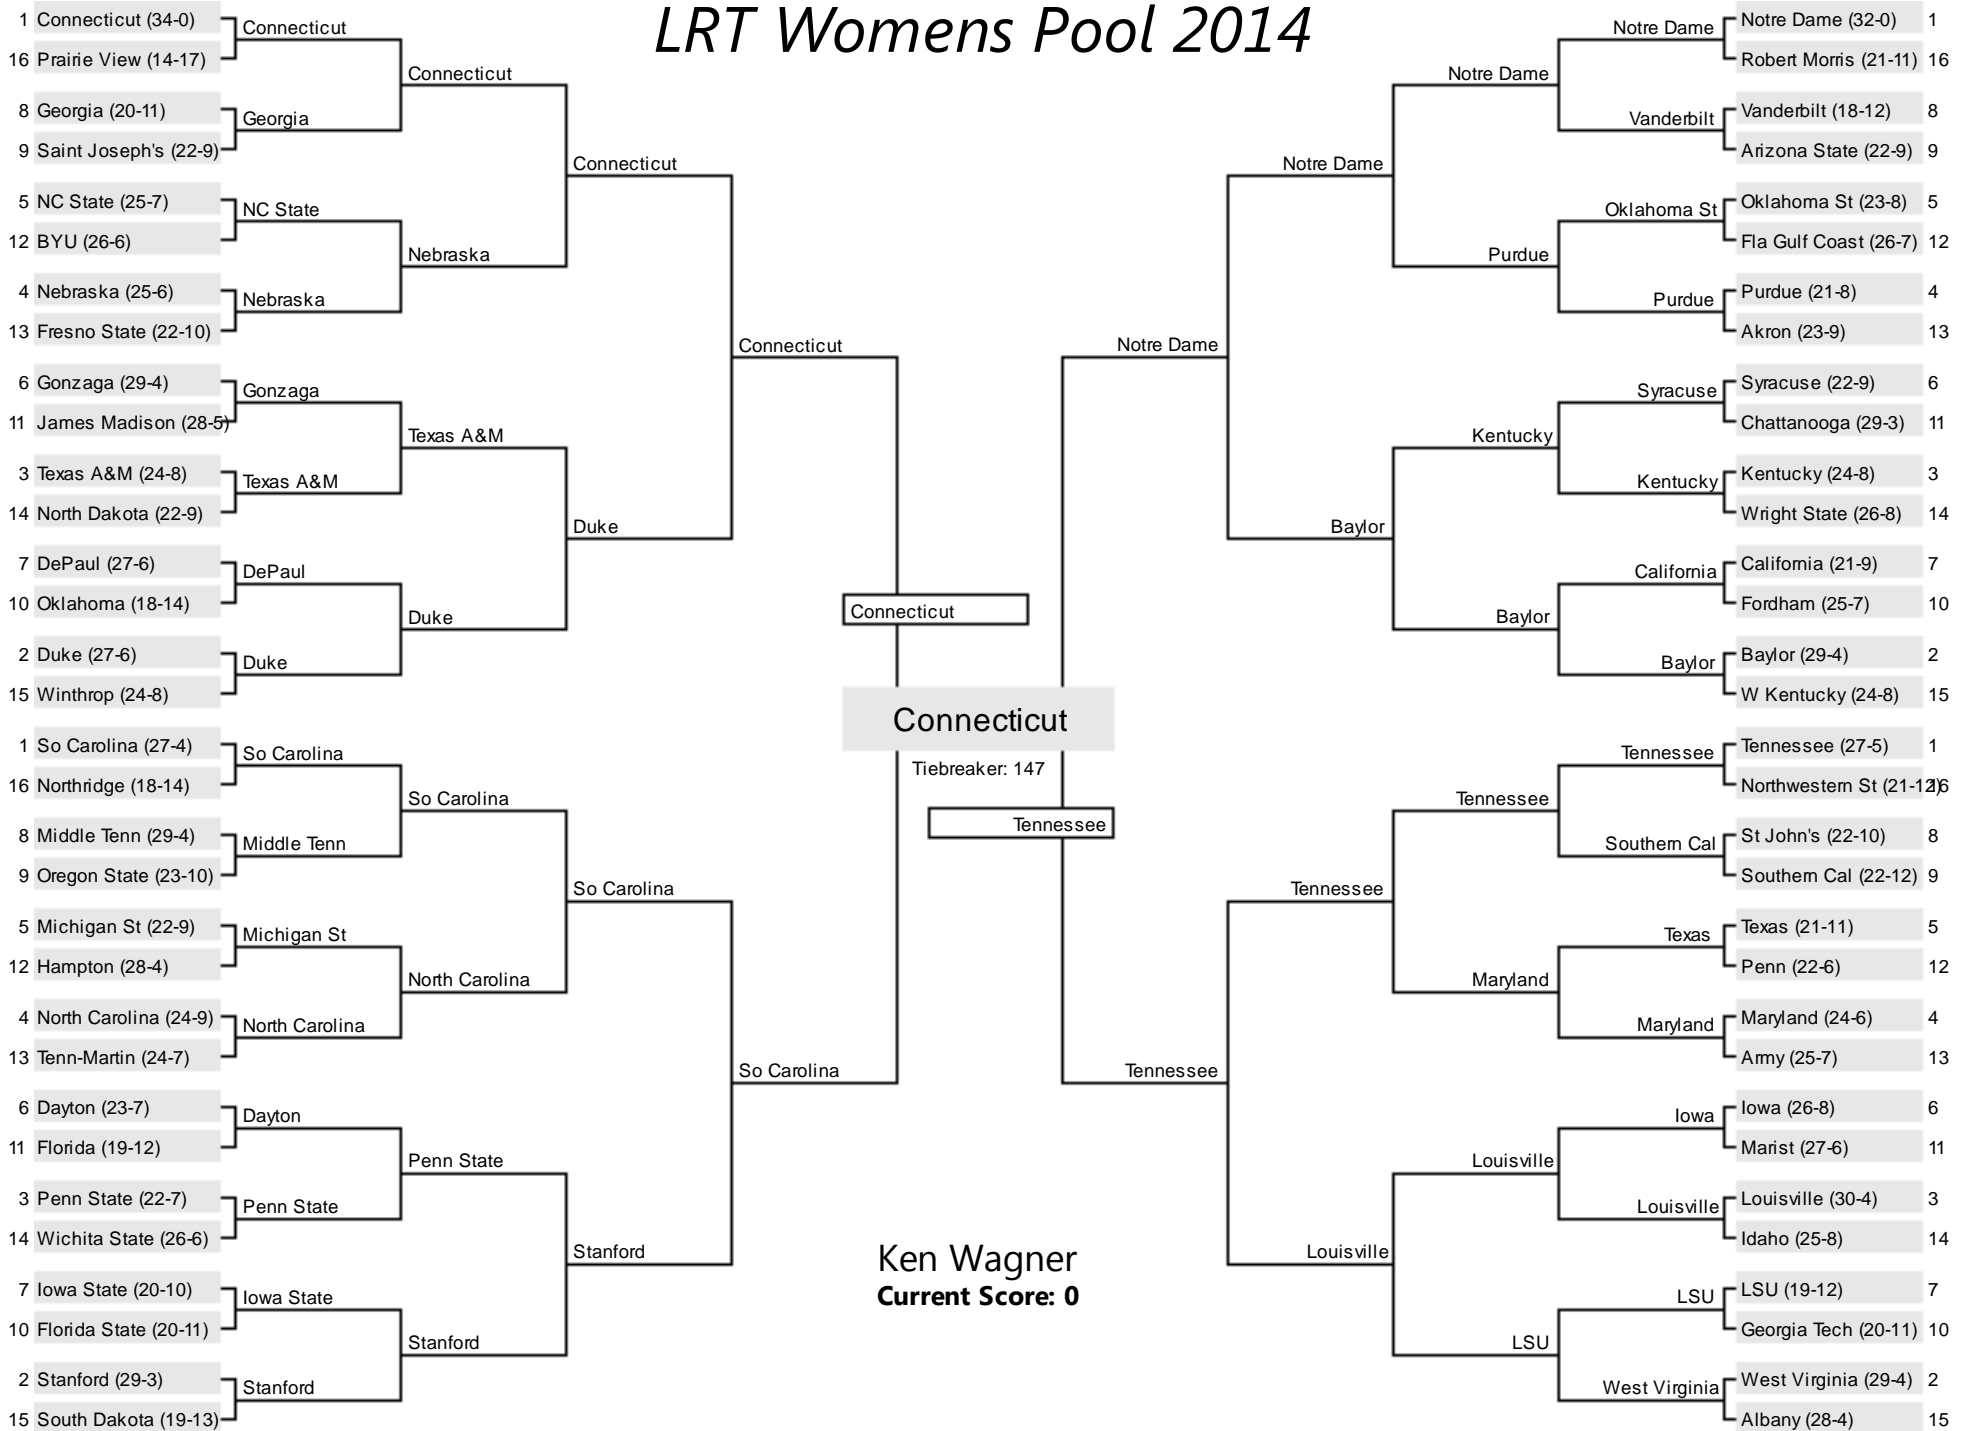 LRT Womens Pool 2014
1 Connecticut (34-0)
16 Prairie View (14-17)
8 Georgia (20-11)
9 Saint Joseph's (22-9)
5 NC State (25-7)
12 BYU (26-6)
4 Nebraska (25-6)
13 Fresno State (22-10)
6 Gonzaga (29-4)
11 James Madison (28-5)
3 Texas A&M (24-8)
14 North Dakota (22-9)
7 DePaul (27-6)
10 Oklahoma (18-14)
2 Duke (27-6)
15 Winthrop (24-8)
1 So Carolina (27-4)
16 Northridge (18-14)
8 Middle Tenn (29-4)
9 Oregon State (23-10)
5 Michigan St (22-9)
12 Hampton (28-4)
4 North Carolina (24-9)
13 Tenn-Martin (24-7)
6 Dayton (23-7)
11 Florida (19-12)
3 Penn State (22-7)
14 Wichita State (26-6)
7 Iowa State (20-10)
10 Florida State (20-11)
2 Stanford (29-3)
15 South Dakota (19-13)
Connecticut
Georgia
NC State
Nebraska
Gonzaga
Texas A&M
DePaul
Duke
So Carolina
Middle Tenn
Michigan St
North Carolina
Dayton
Penn State
Iowa State
Stanford
Connecticut
Nebraska
Texas A&M
Duke
So Carolina
North Carolina
Penn State
Stanford
Connecticut
Duke
So Carolina
Stanford
Connecticut
So Carolina
Connecticut
Connecticut
Tiebreaker: 147
Tennessee
Ken Wagner
Current Score: 0
Notre Dame
Tennessee
Notre Dame
Baylor
Tennessee
Louisville
Notre Dame
Purdue
Kentucky
Baylor
Tennessee
Maryland
Louisville
LSU
Notre Dame
Vanderbilt
Oklahoma St
Purdue
Syracuse
Kentucky
California
Baylor
Tennessee
Southern Cal
Texas
Maryland
Iowa
Louisville
LSU
West Virginia
Notre Dame (32-0) 1
Robert Morris (21-11) 16
Vanderbilt (18-12) 8
Arizona State (22-9) 9
Oklahoma St (23-8) 5
Fla Gulf Coast (26-7) 12
Purdue (21-8) 4
Akron (23-9) 13
Syracuse (22-9) 6
Chattanooga (29-3) 11
Kentucky (24-8) 3
Wright State (26-8) 14
California (21-9) 7
Fordham (25-7) 10
Baylor (29-4) 2
W Kentucky (24-8) 15
Tennessee (27-5) 1
Northwestern St (21-12) 16
St John's (22-10) 8
Southern Cal (22-12) 9
Texas (21-11) 5
Penn (22-6) 12
Maryland (24-6) 4
Army (25-7) 13
Iowa (26-8) 6
Marist (27-6) 11
Louisville (30-4) 3
Idaho (25-8) 14
LSU (19-12) 7
Georgia Tech (20-11) 10
West Virginia (29-4) 2
Albany (28-4) 15